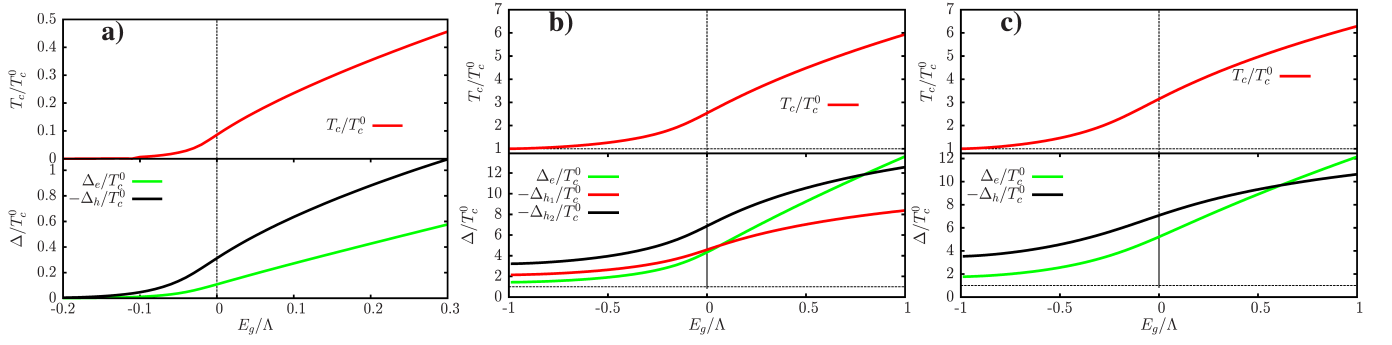 a)
0.5
0.4
0.3
0.2
0.1
0
T_c/T_c^0
T_c/T_c^0
1
0.8
0.6
0.4
0.2
0
Δ/T_c^0
Δ_e/T_c^0
−Δ_h/T_c^0
-0.2 -0.1 0 0.1 0.2 0.3
E_g/Λ
b)
7
6
5
4
3
2
1
T_c/T_c^0
T_c/T_c^0
12
10
8
6
4
2
0
Δ/T_c^0
Δ_e/T_c^0
−Δ_{h_1}/T_c^0
−Δ_{h_2}/T_c^0
-1 -0.5 0 0.5 1
E_g/Λ
c)
7
6
5
4
3
2
1
T_c/T_c^0
T_c/T_c^0
12
10
8
6
4
2
0
Δ/T_c^0
Δ_e/T_c^0
−Δ_h/T_c^0
-1 -0.5 0 0.5 1
E_g/Λ